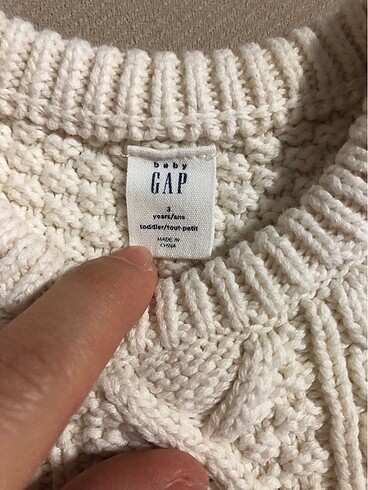 baby
GAP
3
years/ans
toddler/tout-petit
MADE IN
CHINA